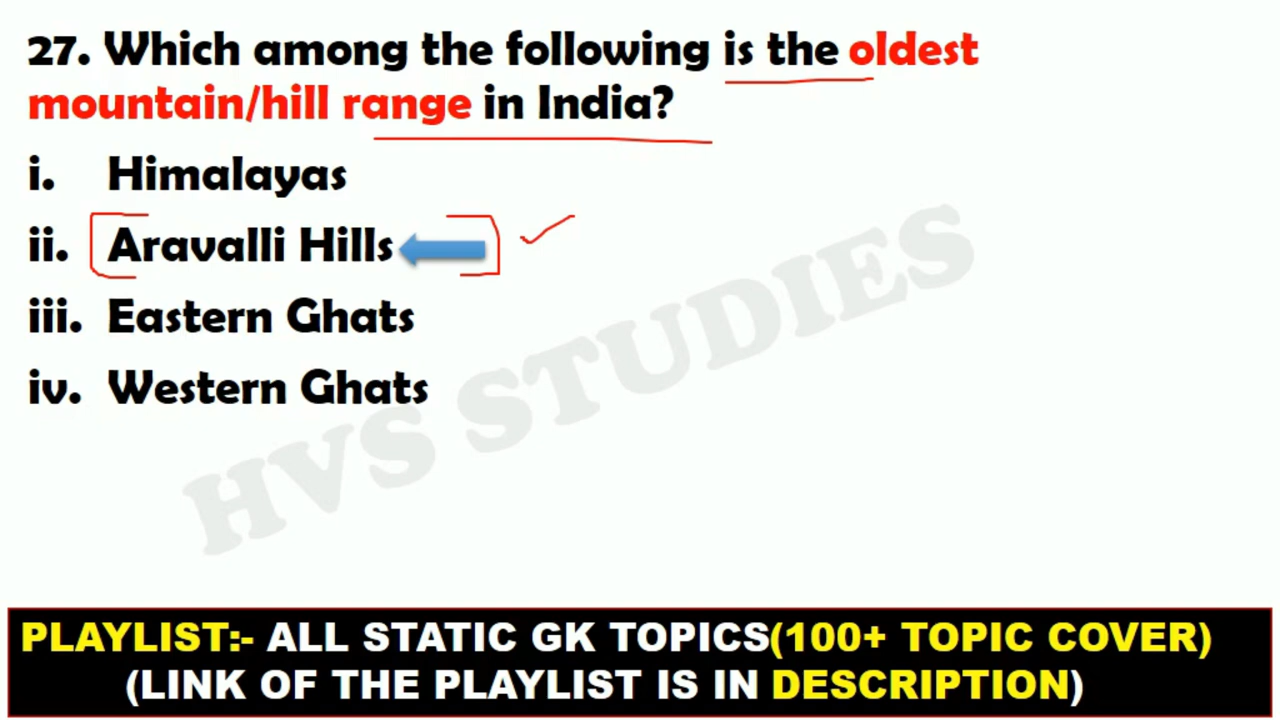 27. Which among the following is the oldest
mountain/hill range in India?
i. Himalayas
ii. Aravalli Hills
iii. Eastern Ghats
iv. Western Ghats
HVS STUDIES
PLAYLIST:- ALL STATIC GK TOPICS(100+ TOPIC COVER)
(LINK OF THE PLAYLIST IS IN DESCRIPTION)